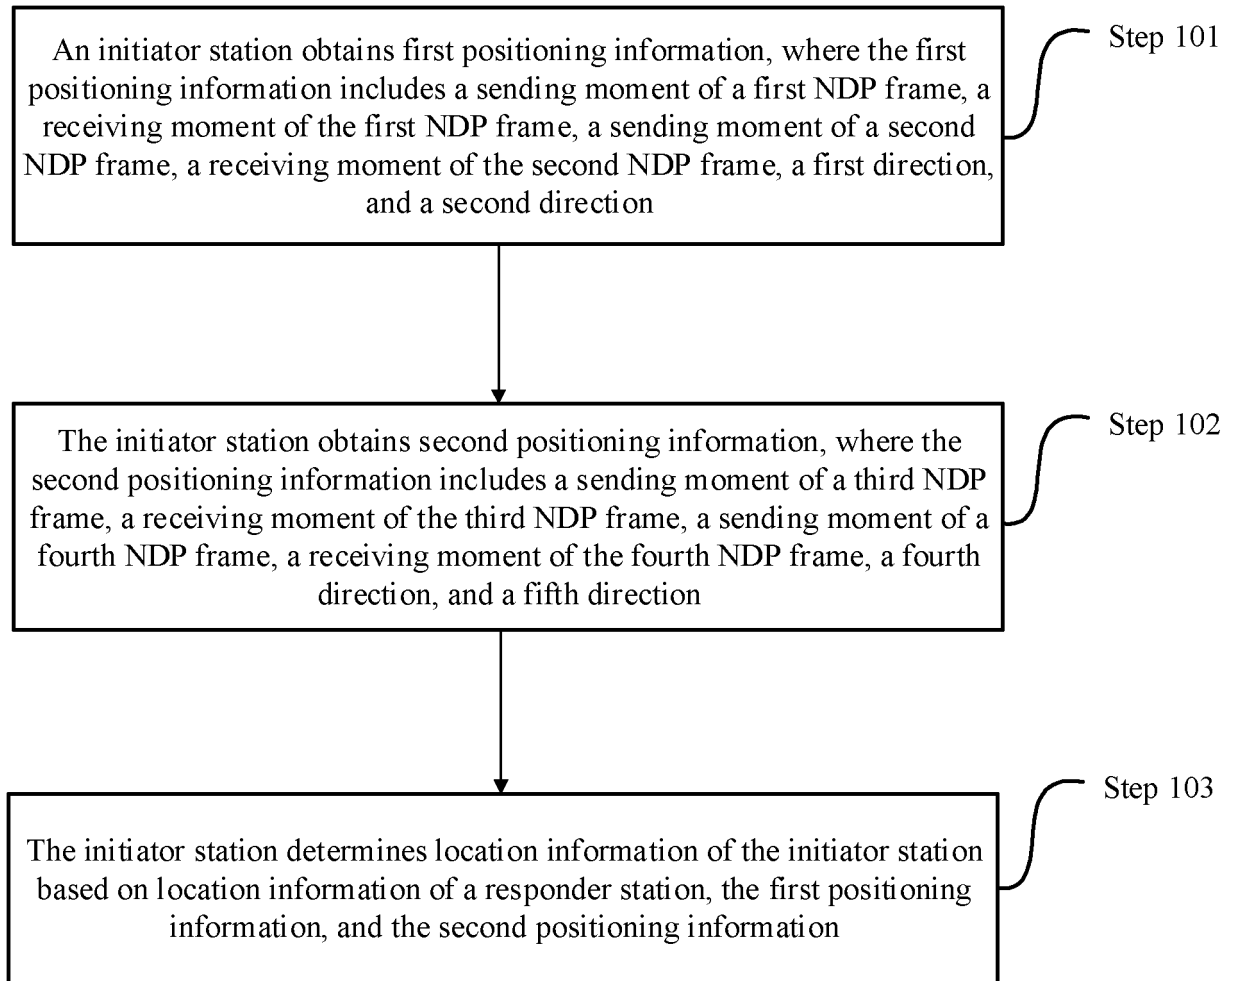 An initiator station obtains first positioning information, where the first
positioning information includes a sending moment of a first NDP frame, a
receiving moment of the first NDP frame, a sending moment of a second
NDP frame, a receiving moment of the second NDP frame, a first direction,
and a second direction
Step 101
The initiator station obtains second positioning information, where the
second positioning information includes a sending moment of a third NDP
frame, a receiving moment of the third NDP frame, a sending moment of a
fourth NDP frame, a receiving moment of the fourth NDP frame, a fourth
direction, and a fifth direction
Step 102
The initiator station determines location information of the initiator station
based on location information of a responder station, the first positioning
information, and the second positioning information
Step 103